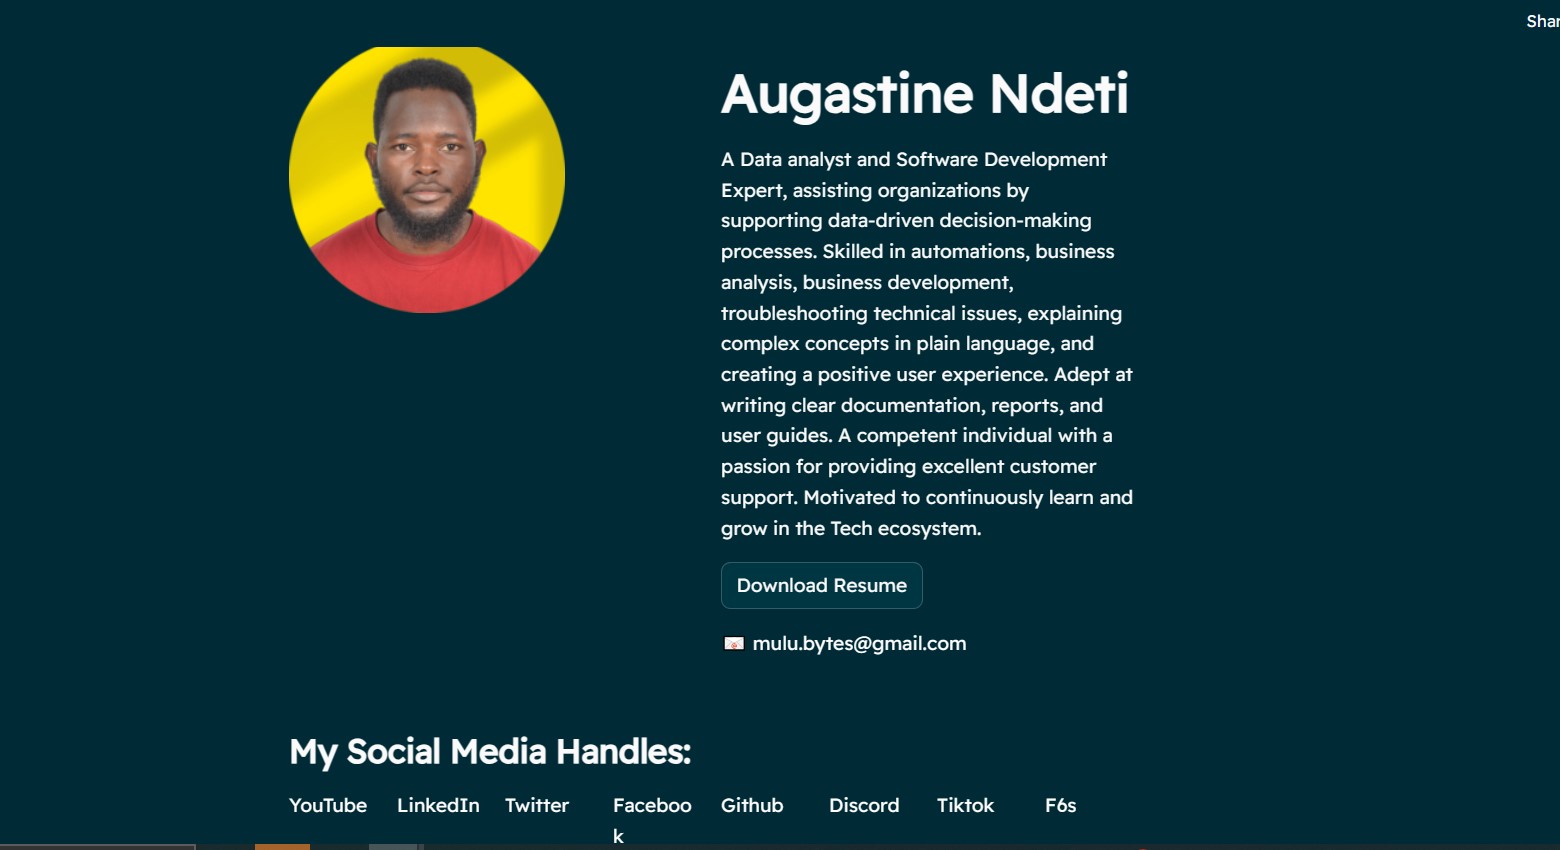 Shar
Augastine Ndeti
A Data analyst and Software Development
Expert, assisting organizations by
supporting data-driven decision-making
processes. Skilled in automations, business
analysis, business development,
troubleshooting technical issues, explaining
complex concepts in plain language, and
creating a positive user experience. Adept at
writing clear documentation, reports, and
user guides. A competent individual with a
passion for providing excellent customer
support. Motivated to continuously learn and
grow in the Tech ecosystem.
Download Resume
mulu.bytes@gmail.com
My Social Media Handles:
YouTube LinkedIn Twitter Faceboo Github Discord Tiktok F6s
k